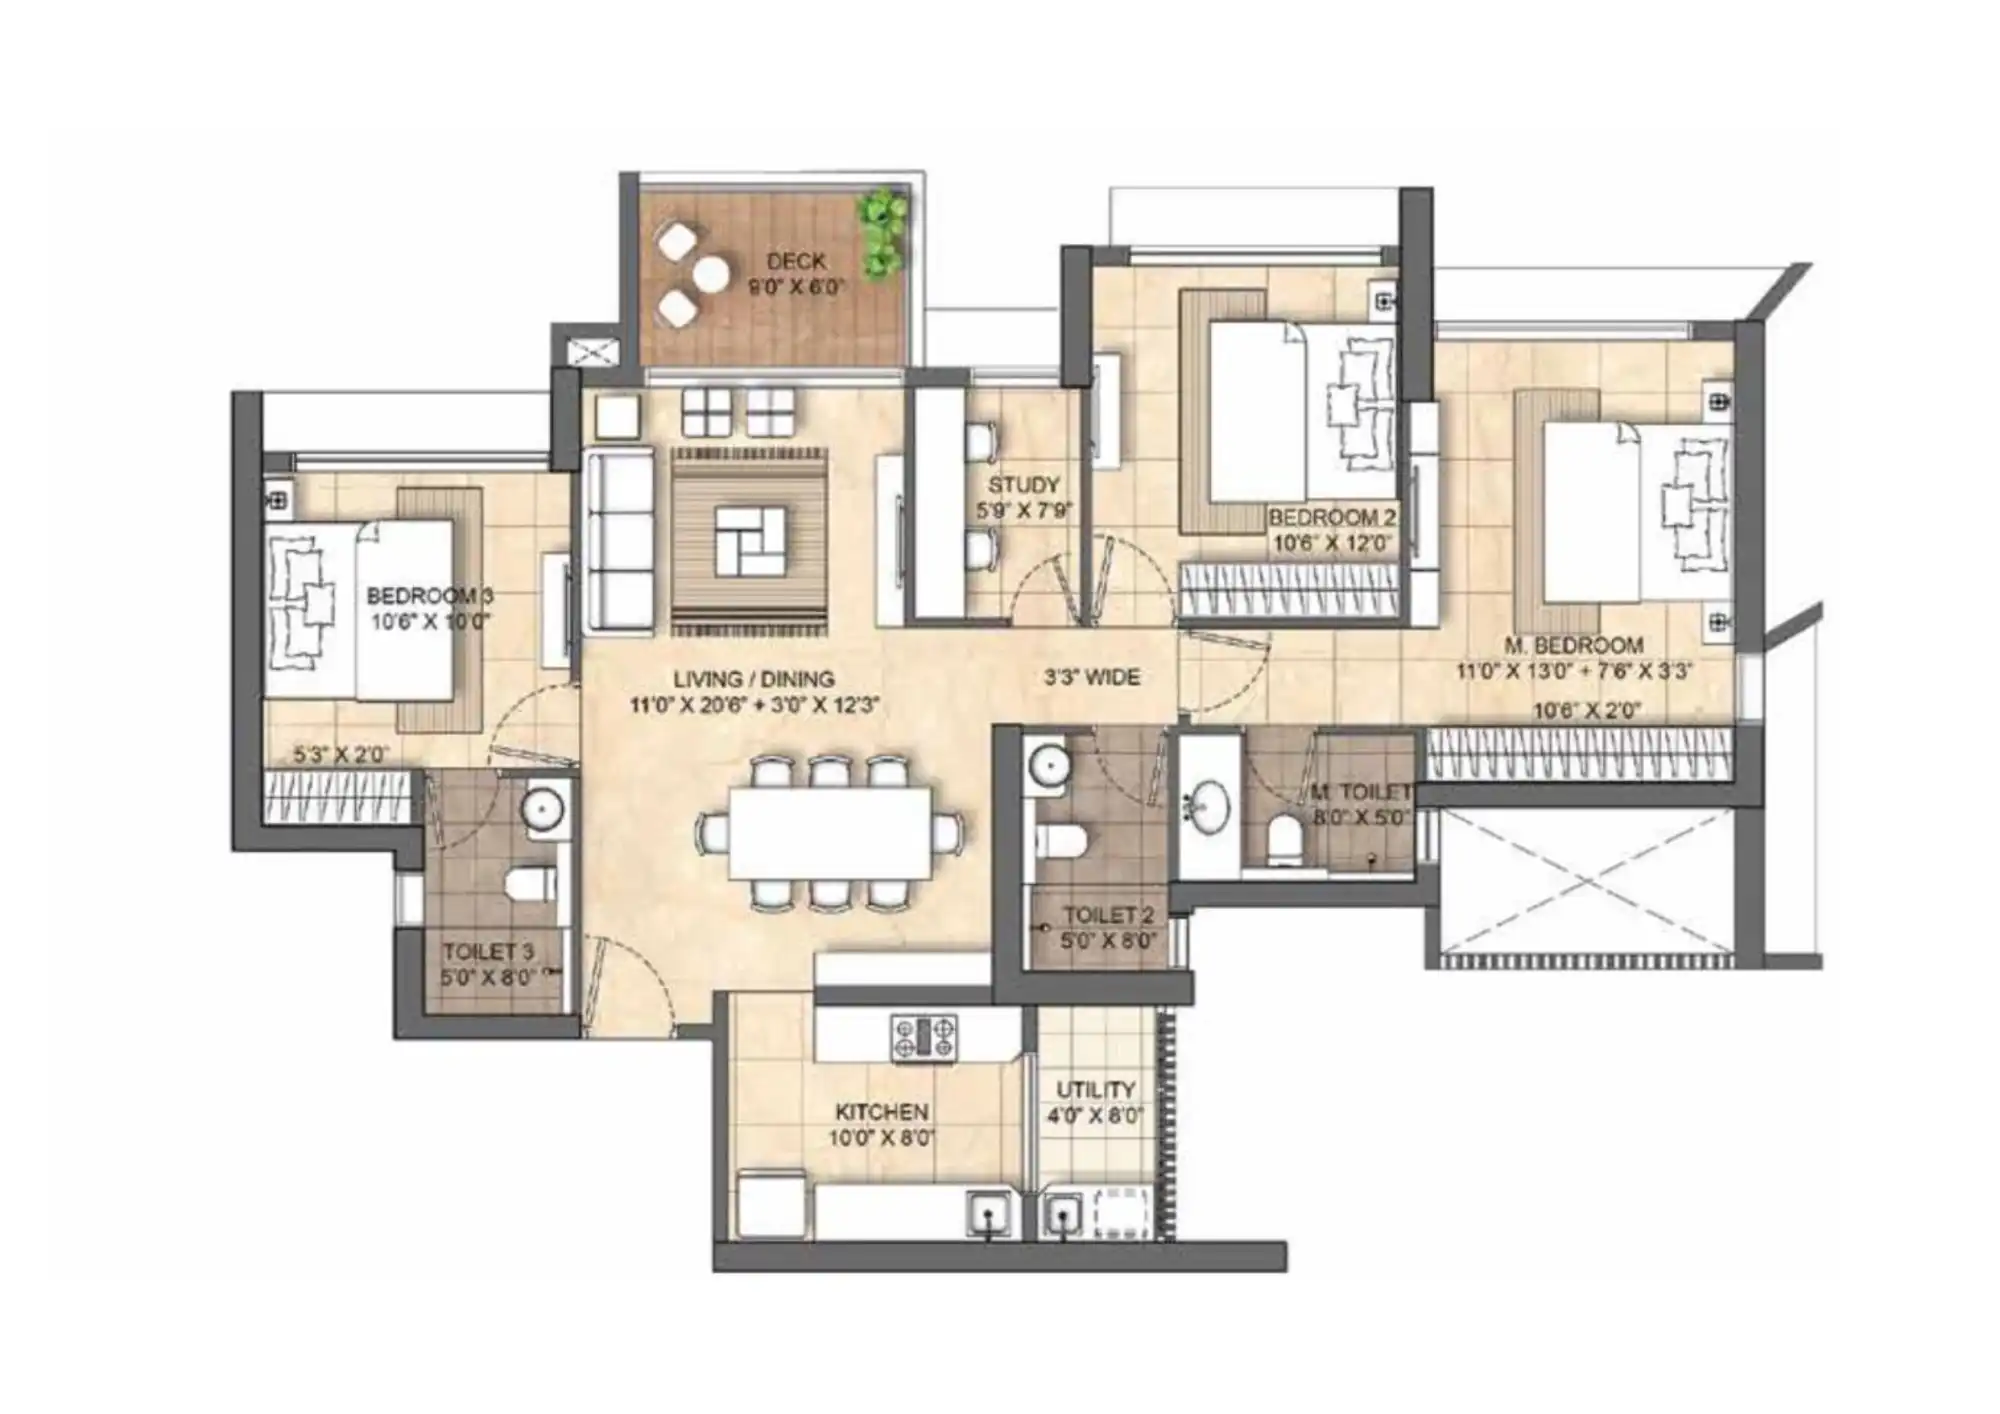 DECK
9'0" X 6'0"
STUDY
5'9" X 7'9"
BEDROOM 2
10'6" X 12'0"
BEDROOM 3
10'6" X 10'0"
5'3" X 2'0"
LIVING / DINING
11'0" X 20'6" + 3'0" X 12'3"
3'3" WIDE
M. BEDROOM
11'0" X 13'0" + 7'6" X 3'3"
10'6" X 2'0"
M. TOILET
8'0" X 5'0"
TOILET 2
5'0" X 8'0"
TOILET 3
5'0" X 8'0"
KITCHEN
10'0" X 8'0"
UTILITY
4'0" X 8'0"